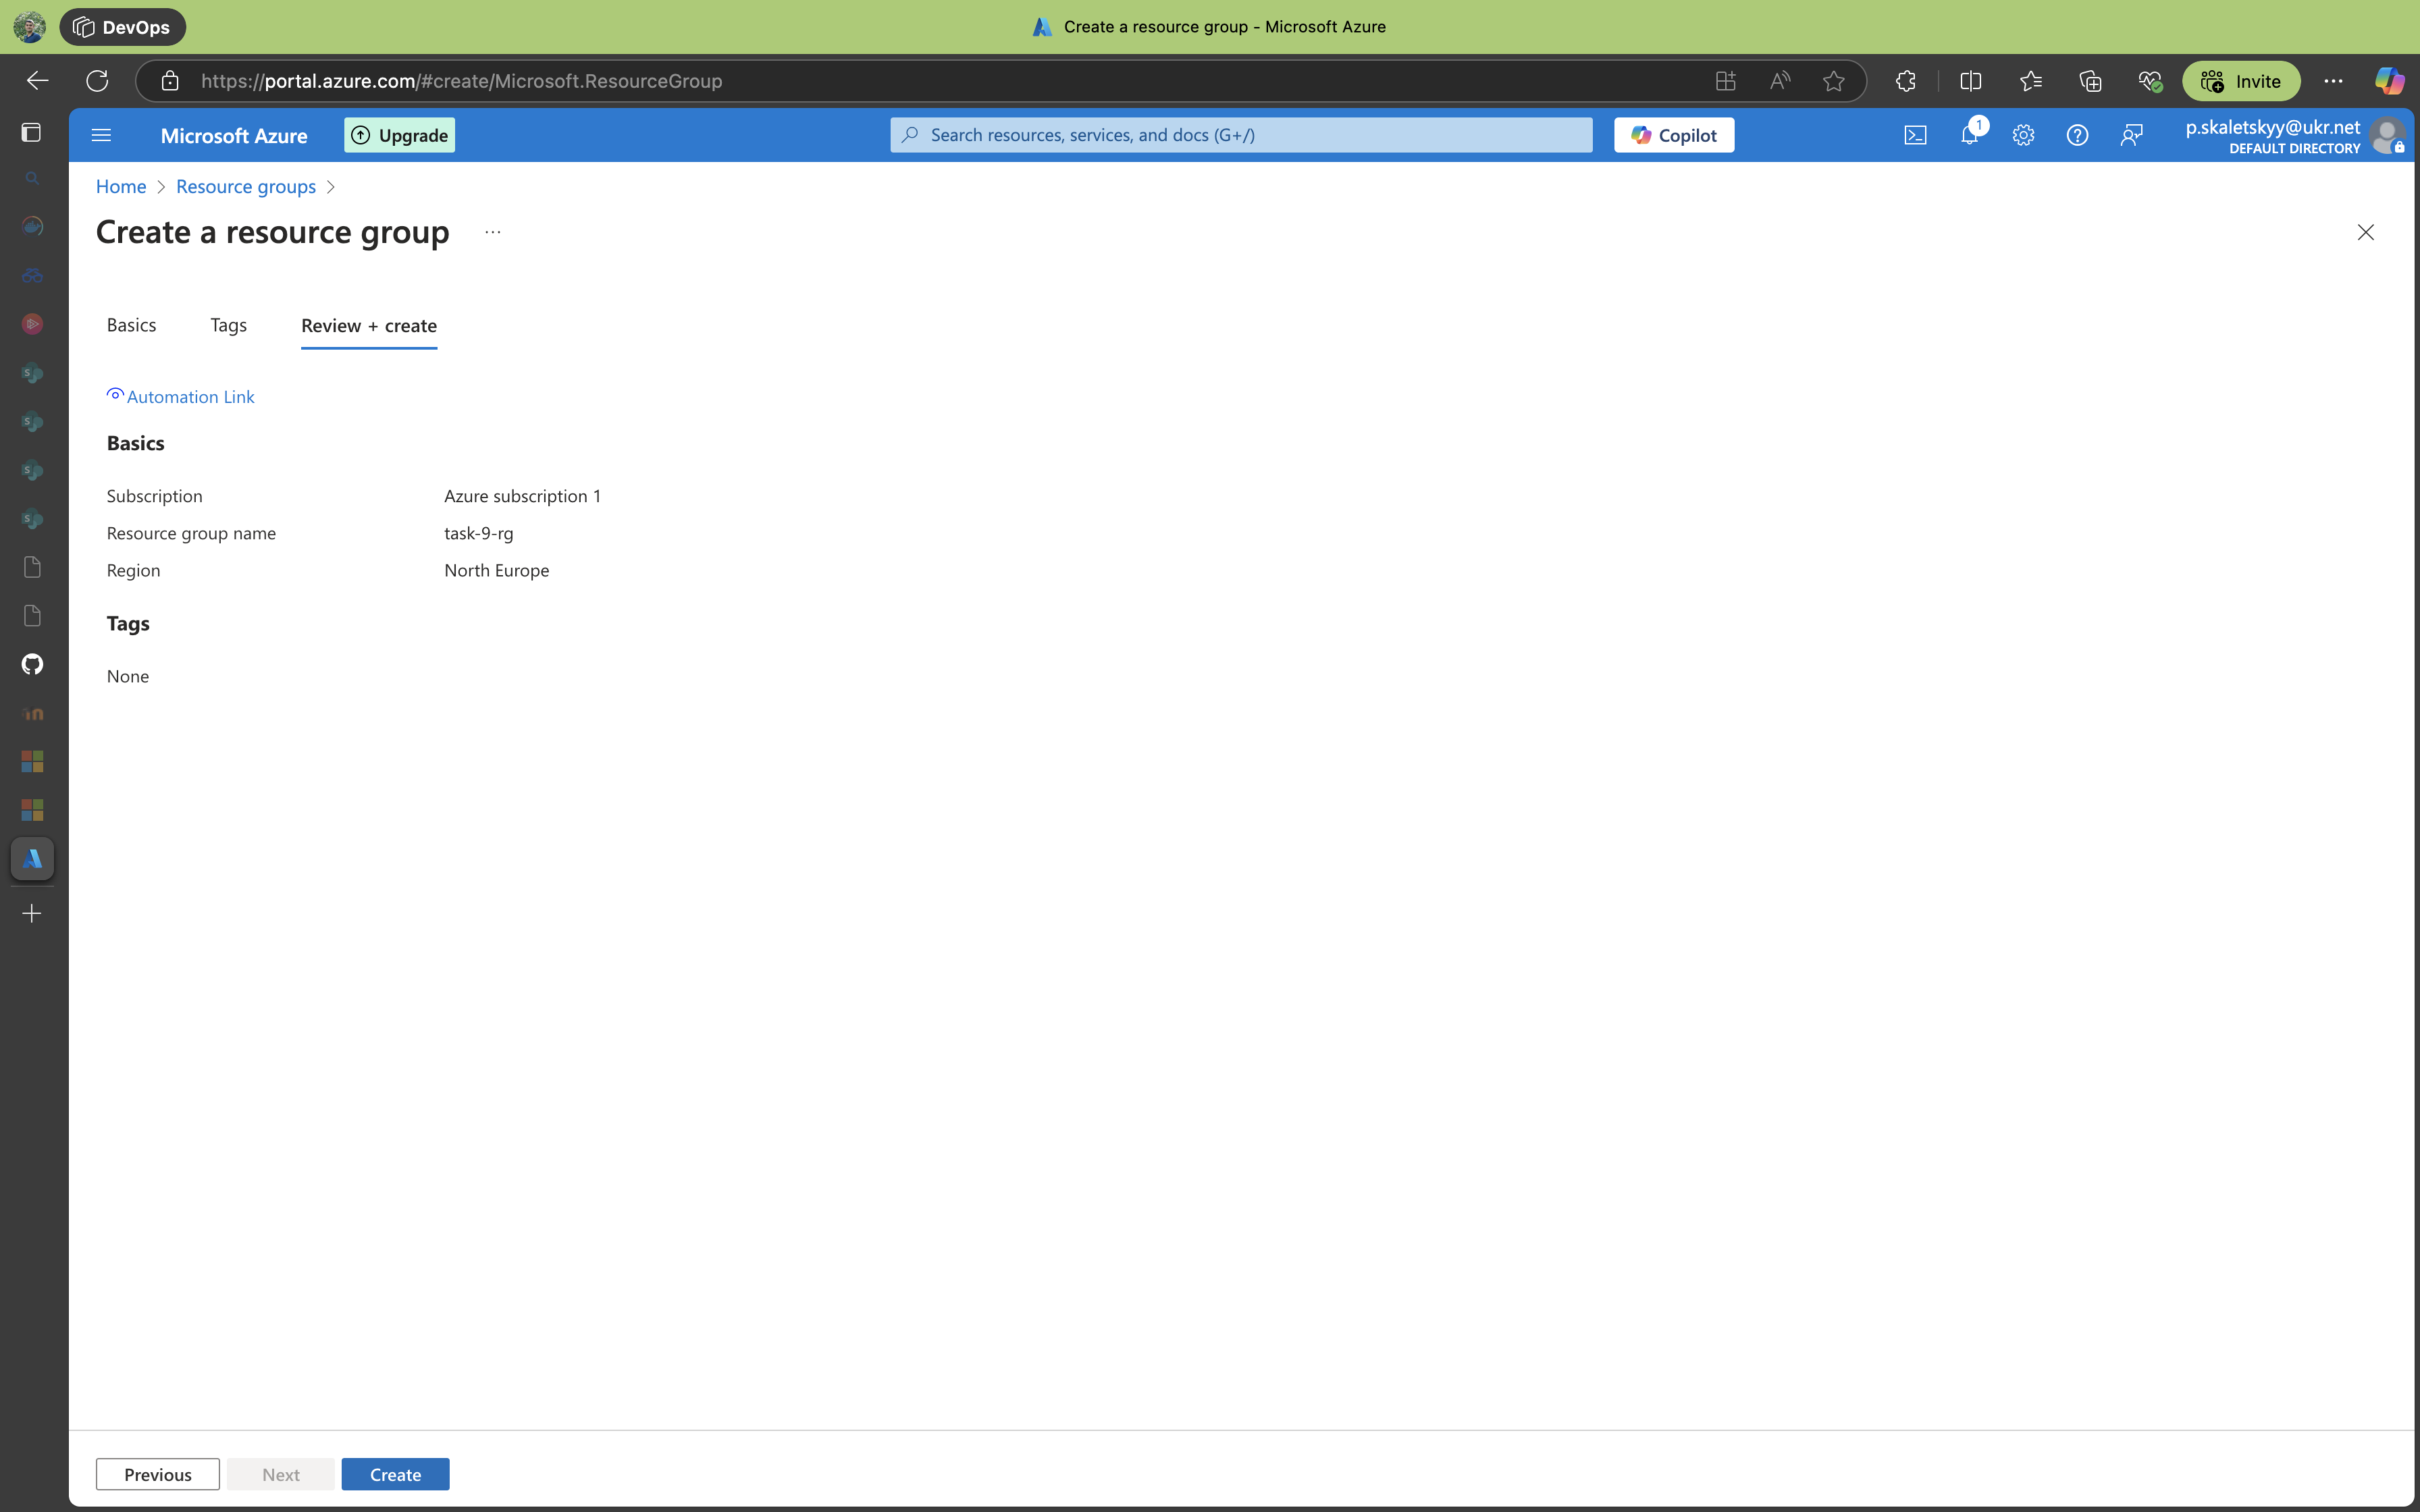 DevOps
Create a resource group - Microsoft Azure
https://portal.azure.com/#create/Microsoft.ResourceGroup
Invite
Microsoft Azure
Upgrade
Search resources, services, and docs (G+/)
Copilot
1
p.skaletskyy@ukr.net
DEFAULT DIRECTORY
Home > Resource groups >
Create a resource group ...
Basics Tags Review + create
Automation Link
Basics
Subscription Azure subscription 1
Resource group name task-9-rg
Region North Europe
Tags
None
Previous Next Create